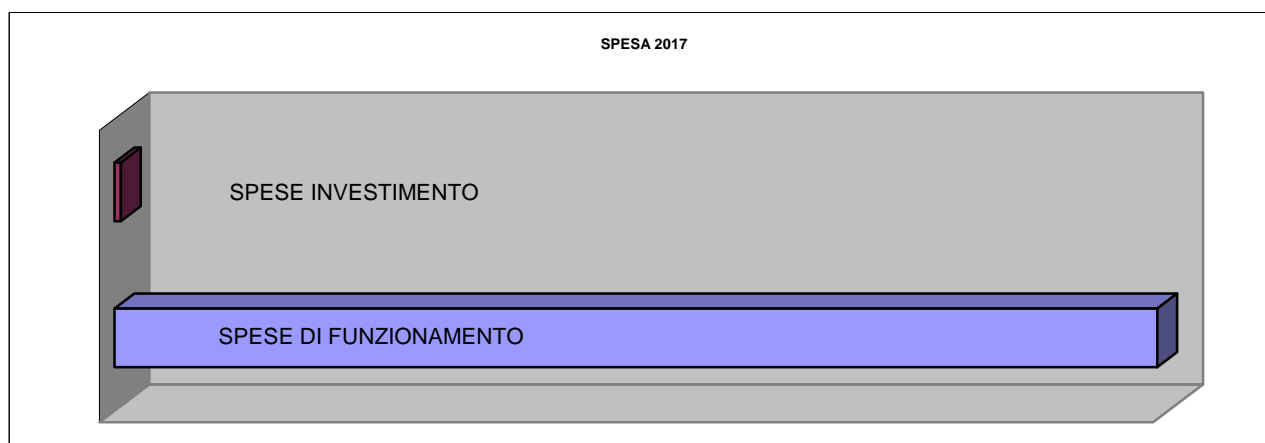 SPESA 2017
SPESE INVESTIMENTO
SPESE DI FUNZIONAMENTO